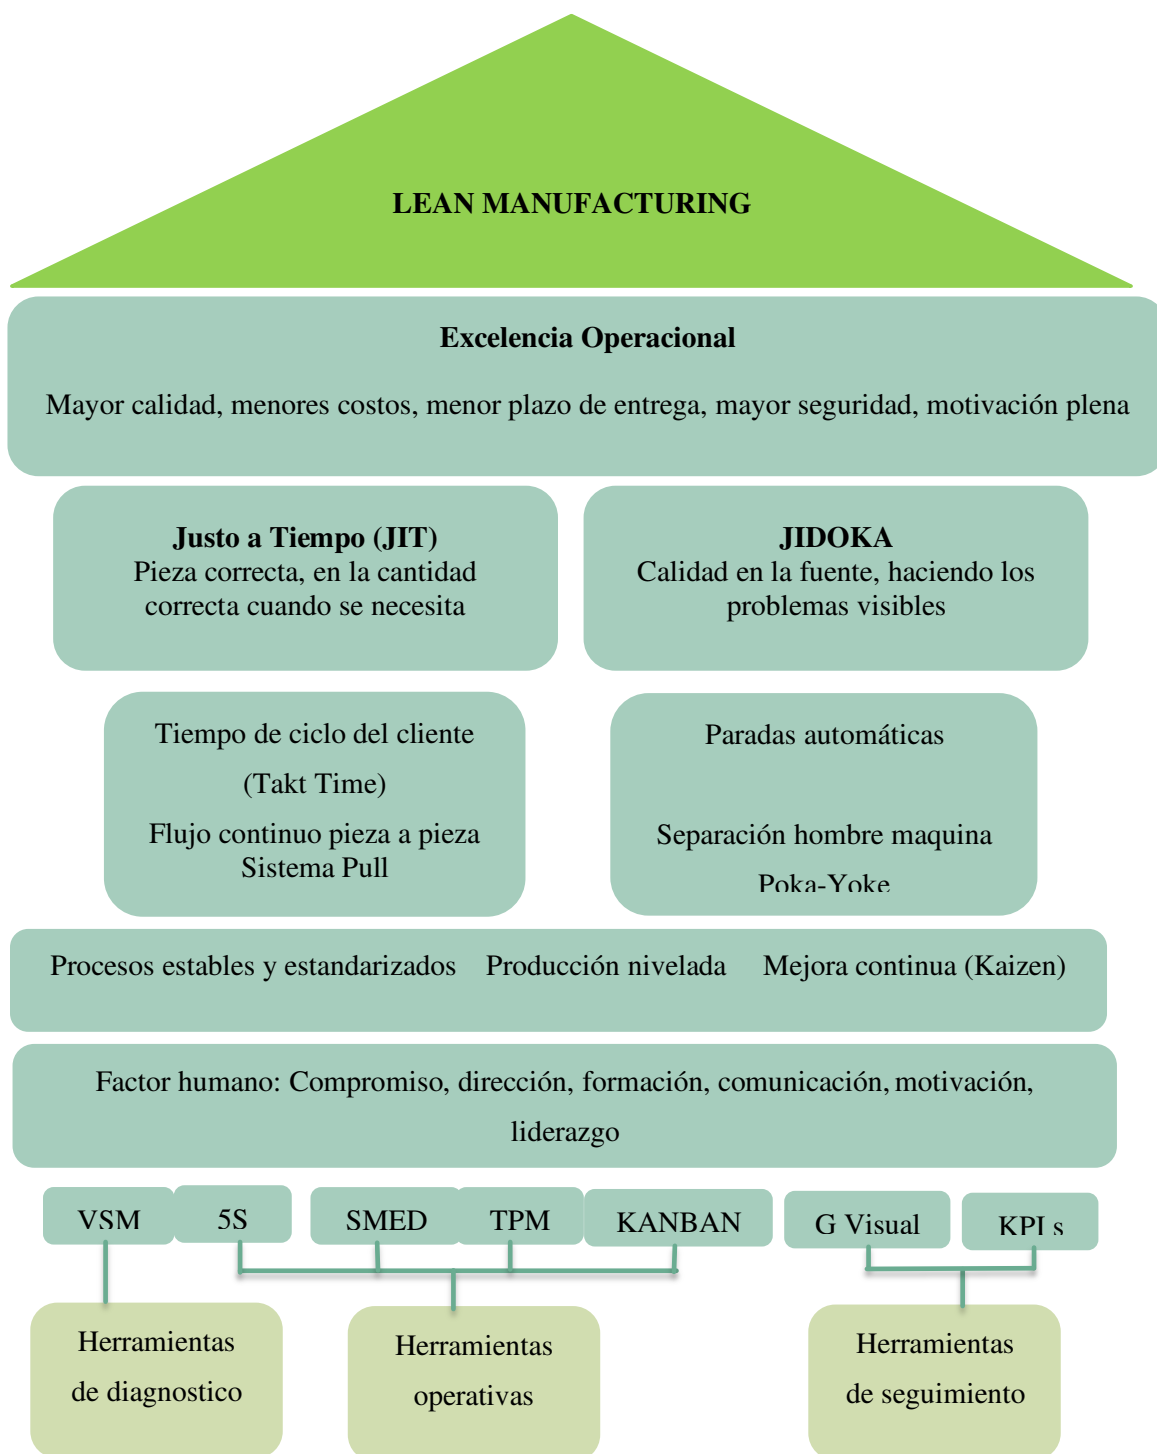 LEAN MANUFACTURING
Excelencia Operacional
Mayor calidad, menores costos, menor plazo de entrega, mayor seguridad, motivación plena
Justo a Tiempo (JIT)
Pieza correcta, en la cantidad
correcta cuando se necesita
JIDOKA
Calidad en la fuente, haciendo los
problemas visibles
Tiempo de ciclo del cliente
(Takt Time)
Flujo continuo pieza a pieza
Sistema Pull
Paradas automáticas
Separación hombre maquina
Poka-Yoke
Procesos estables y estandarizados Producción nivelada Mejora continua (Kaizen)
Factor humano: Compromiso, dirección, formación, comunicación, motivación,
liderazgo
VSM
5S
SMED
TPM
KANBAN
G Visual
KPI s
Herramientas
de diagnostico
Herramientas
operativas
Herramientas
de seguimiento